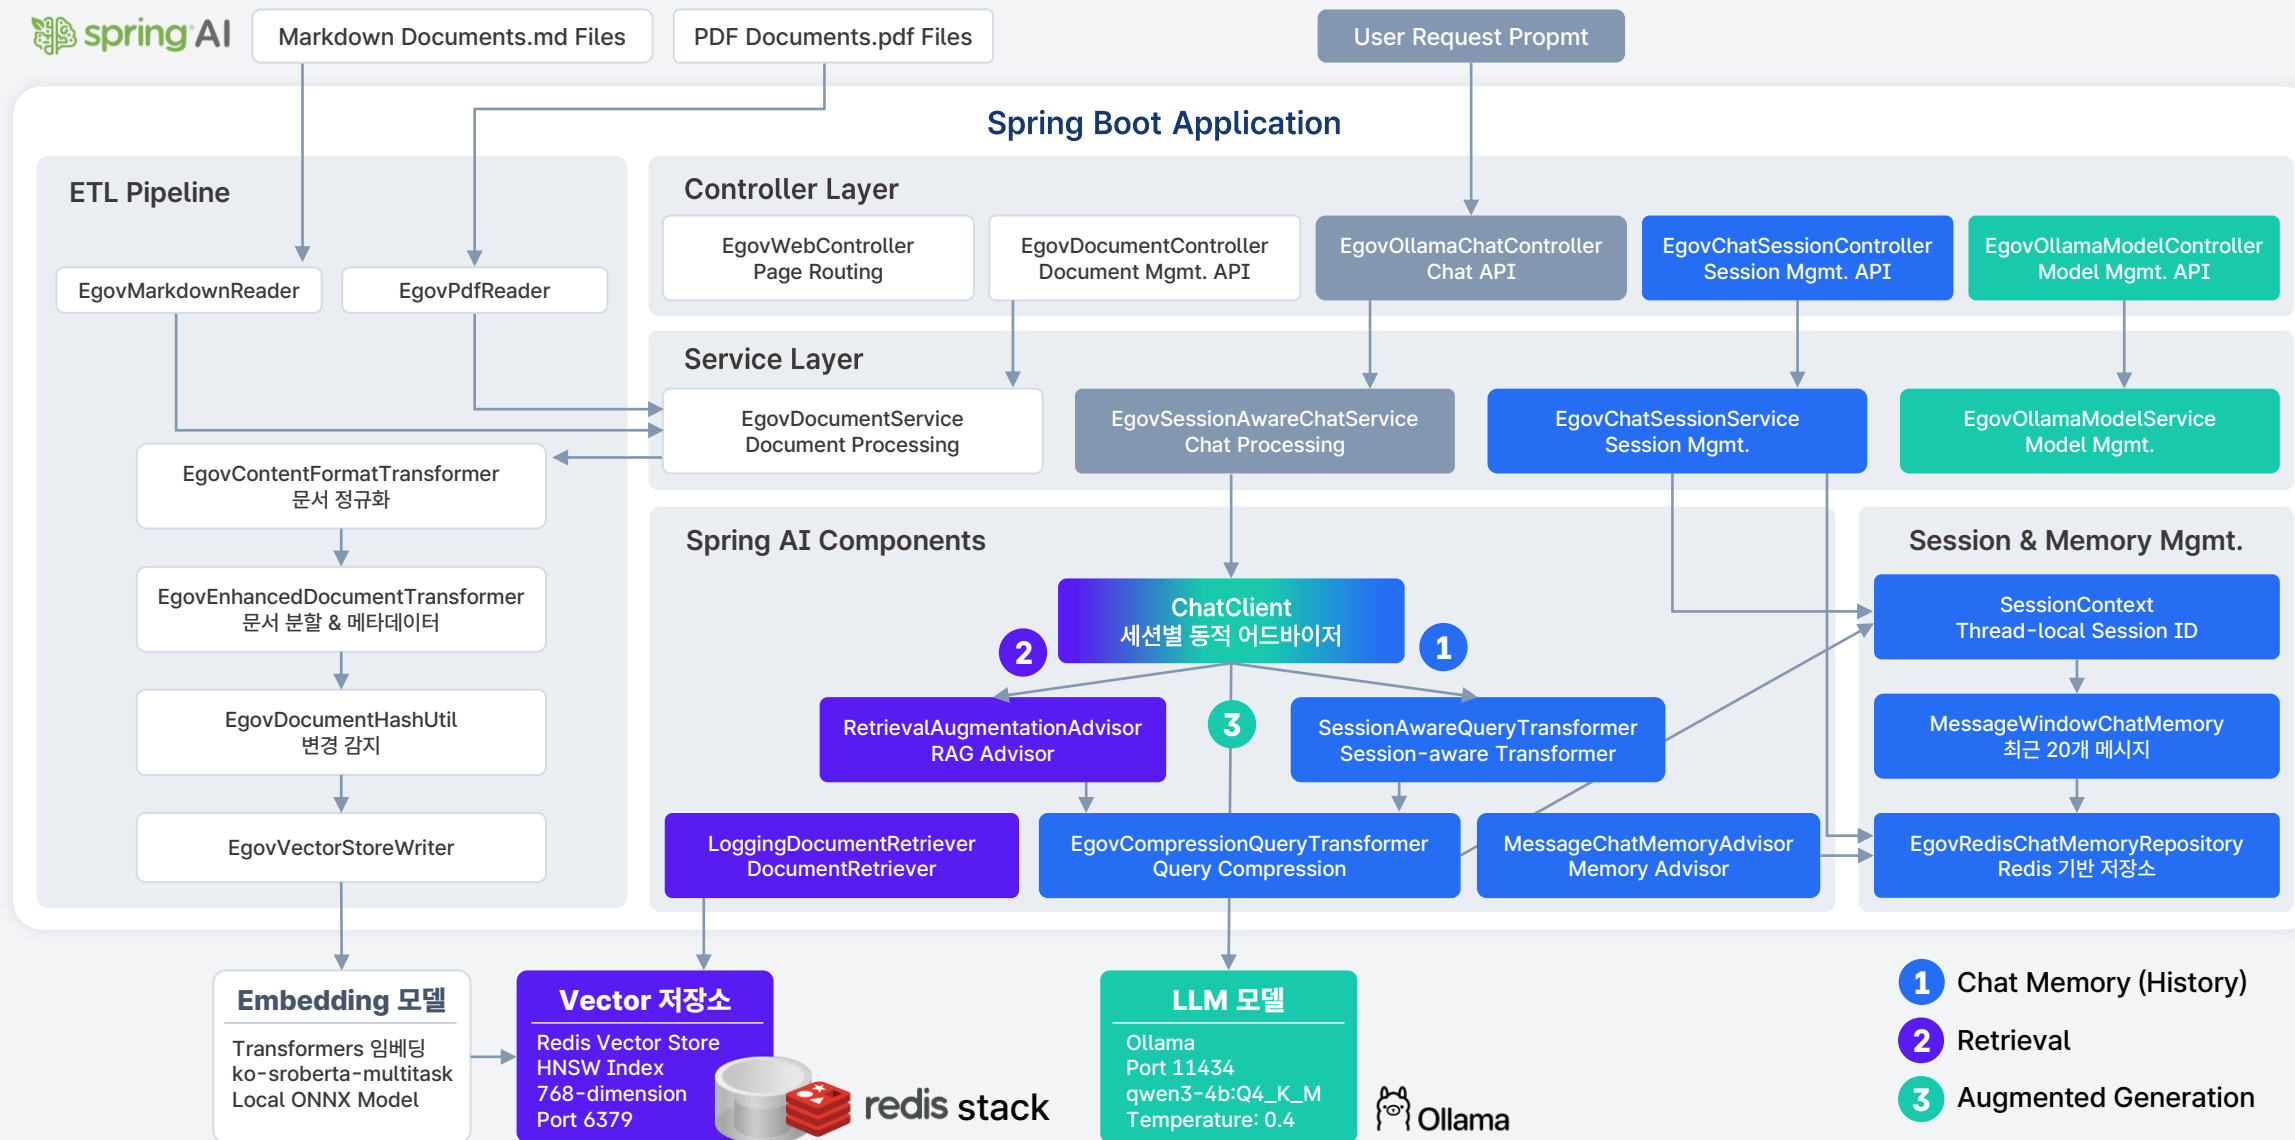 spring AI
Markdown Documents.md Files
PDF Documents.pdf Files
User Request Propmt
Spring Boot Application
ETL Pipeline
EgovMarkdownReader
EgovPdfReader
EgovContentFormatTransformer
문서 정규화
EgovEnhancedDocumentTransformer
문서 분할 & 메타데이터
EgovDocumentHashUtil
변경 감지
EgovVectorStoreWriter
Controller Layer
EgovWebController
Page Routing
EgovDocumentController
Document Mgmt. API
EgovOllamaChatController
Chat API
EgovChatSessionController
Session Mgmt. API
EgovOllamaModelController
Model Mgmt. API
Service Layer
EgovDocumentService
Document Processing
EgovSessionAwareChatService
Chat Processing
EgovChatSessionService
Session Mgmt.
EgovOllamaModelService
Model Mgmt.
Spring AI Components
ChatClient
세션별 동적 어드바이저
2
1
3
RetrievalAugmentationAdvisor
RAG Advisor
SessionAwareQueryTransformer
Session-aware Transformer
LoggingDocumentRetriever
DocumentRetriever
EgovCompressionQueryTransformer
Query Compression
MessageChatMemoryAdvisor
Memory Advisor
Session & Memory Mgmt.
SessionContext
Thread-local Session ID
MessageWindowChatMemory
최근 20개 메시지
EgovRedisChatMemoryRepository
Redis 기반 저장소
Embedding 모델
Transformers 임베딩
ko-sroberta-multitask
Local ONNX Model
Vector 저장소
Redis Vector Store
HNSW Index
768-dimension
Port 6379
redis stack
LLM 모델
Ollama
Port 11434
qwen3-4b:Q4_K_M
Temperature: 0.4
Ollama
1 Chat Memory (History)
2 Retrieval
3 Augmented Generation